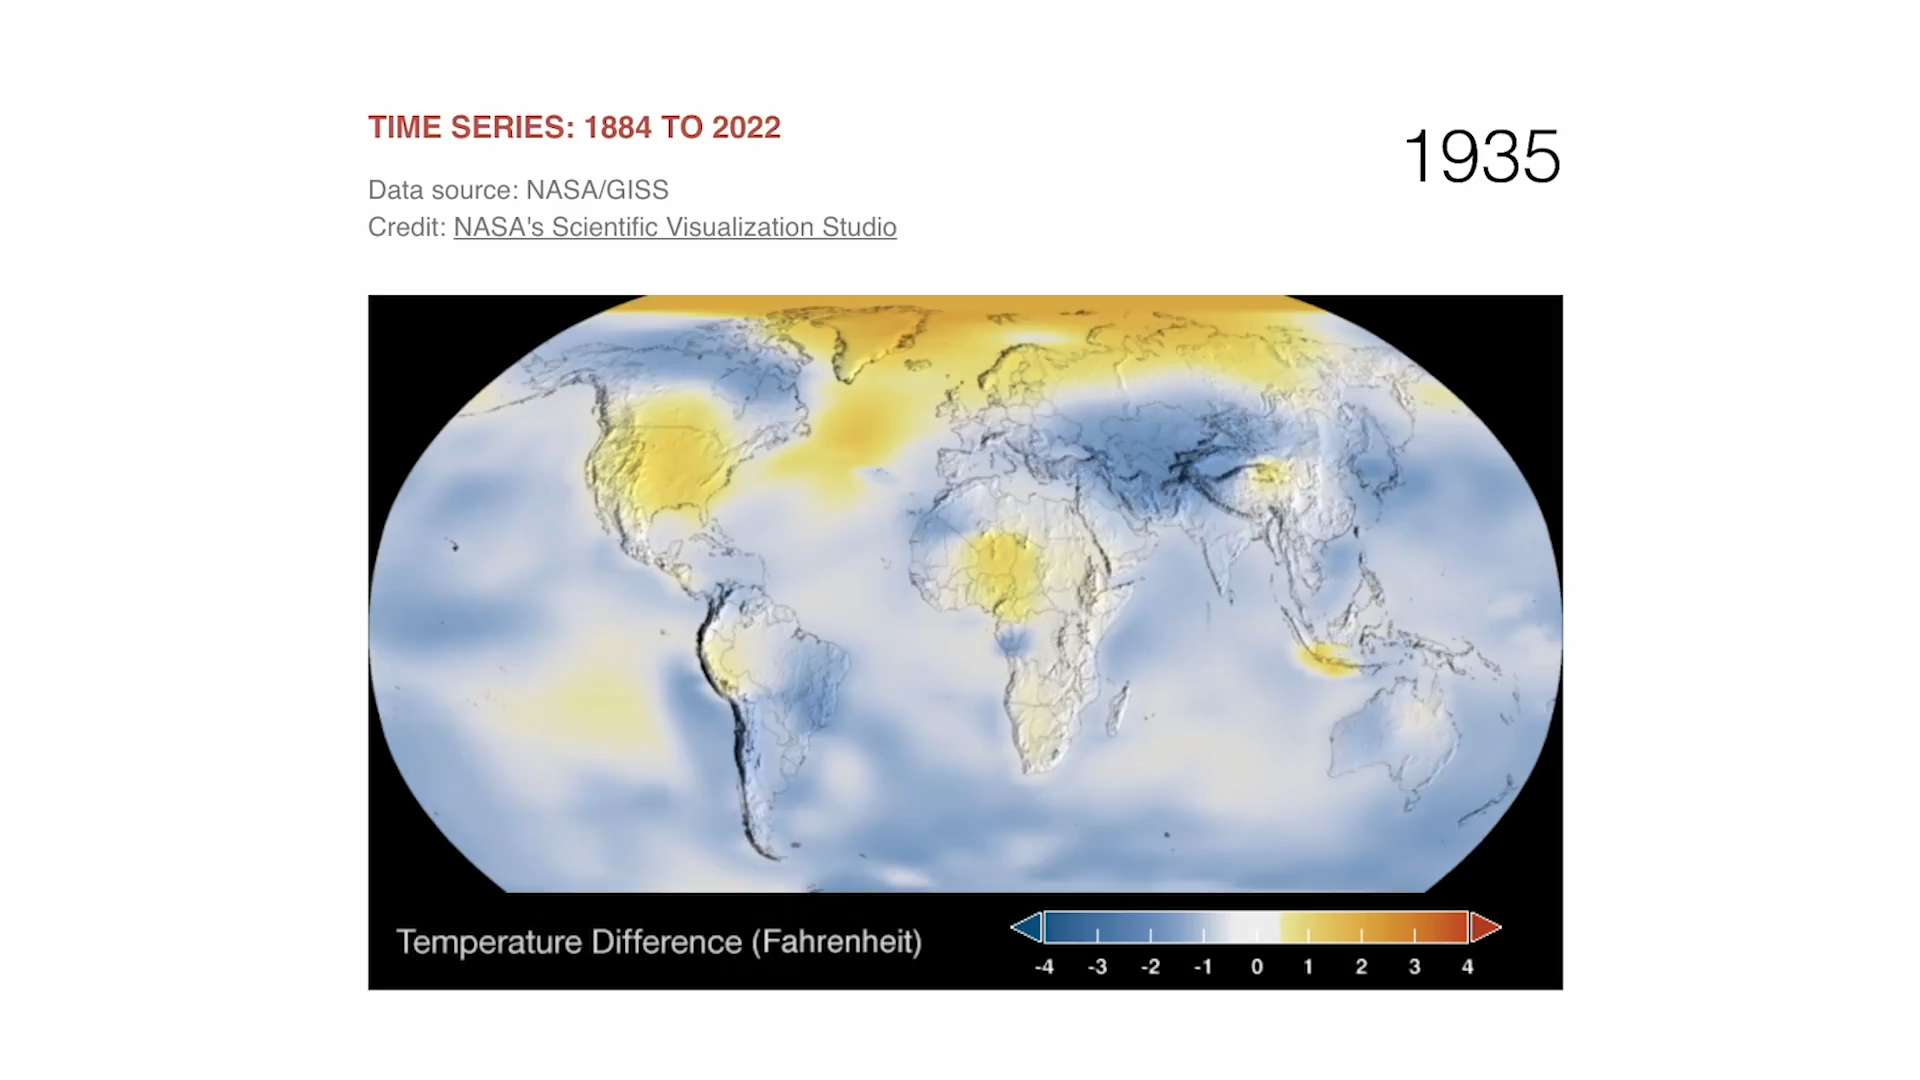 TIME SERIES: 1884 TO 2022
1935
Data source: NASA/GISS
Credit: NASA's Scientific Visualization Studio
Temperature Difference (Fahrenheit)
-4 -3 -2 -1 0 1 2 3 4